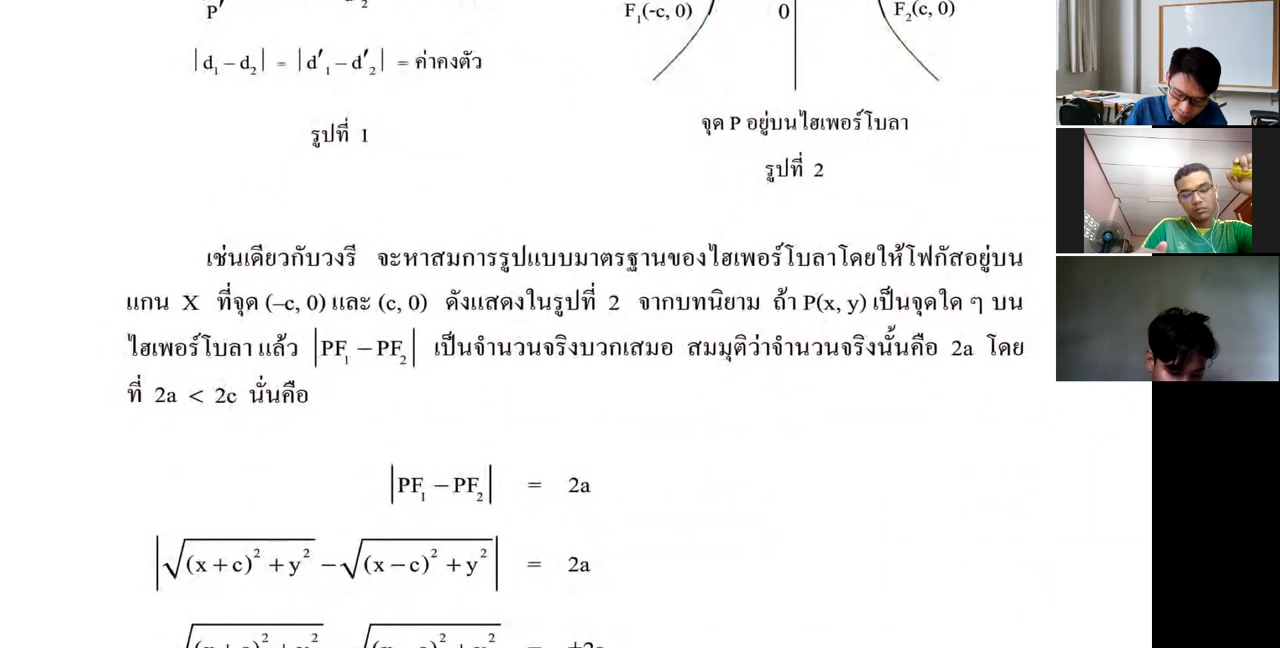 P′
2
F₁(-c, 0)
0
F₂(c, 0)
|d₁ – d₂| = |d′₁ – d′₂| = ค่าคงตัว
จุด P อยู่บนไฮเพอร์โบลา
รูปที่ 1
รูปที่ 2
เช่นเดียวกับวงรี จะหาสมการรูปแบบมาตรฐานของไฮเพอร์โบลาโดยให้โฟกัสอยู่บน
แกน X ที่จุด (–c, 0) และ (c, 0) ดังแสดงในรูปที่ 2 จากบทนิยาม ถ้า P(x, y) เป็นจุดใด ๆ บน
ไฮเพอร์โบลา แล้ว |PF₁ – PF₂| เป็นจำนวนจริงบวกเสมอ สมมุติว่าจำนวนจริงนั้นคือ 2a โดย
ที่ 2a < 2c นั่นคือ
|PF₁ – PF₂| = 2a
|√((x+c)² + y²) – √((x–c)² + y²)| = 2a